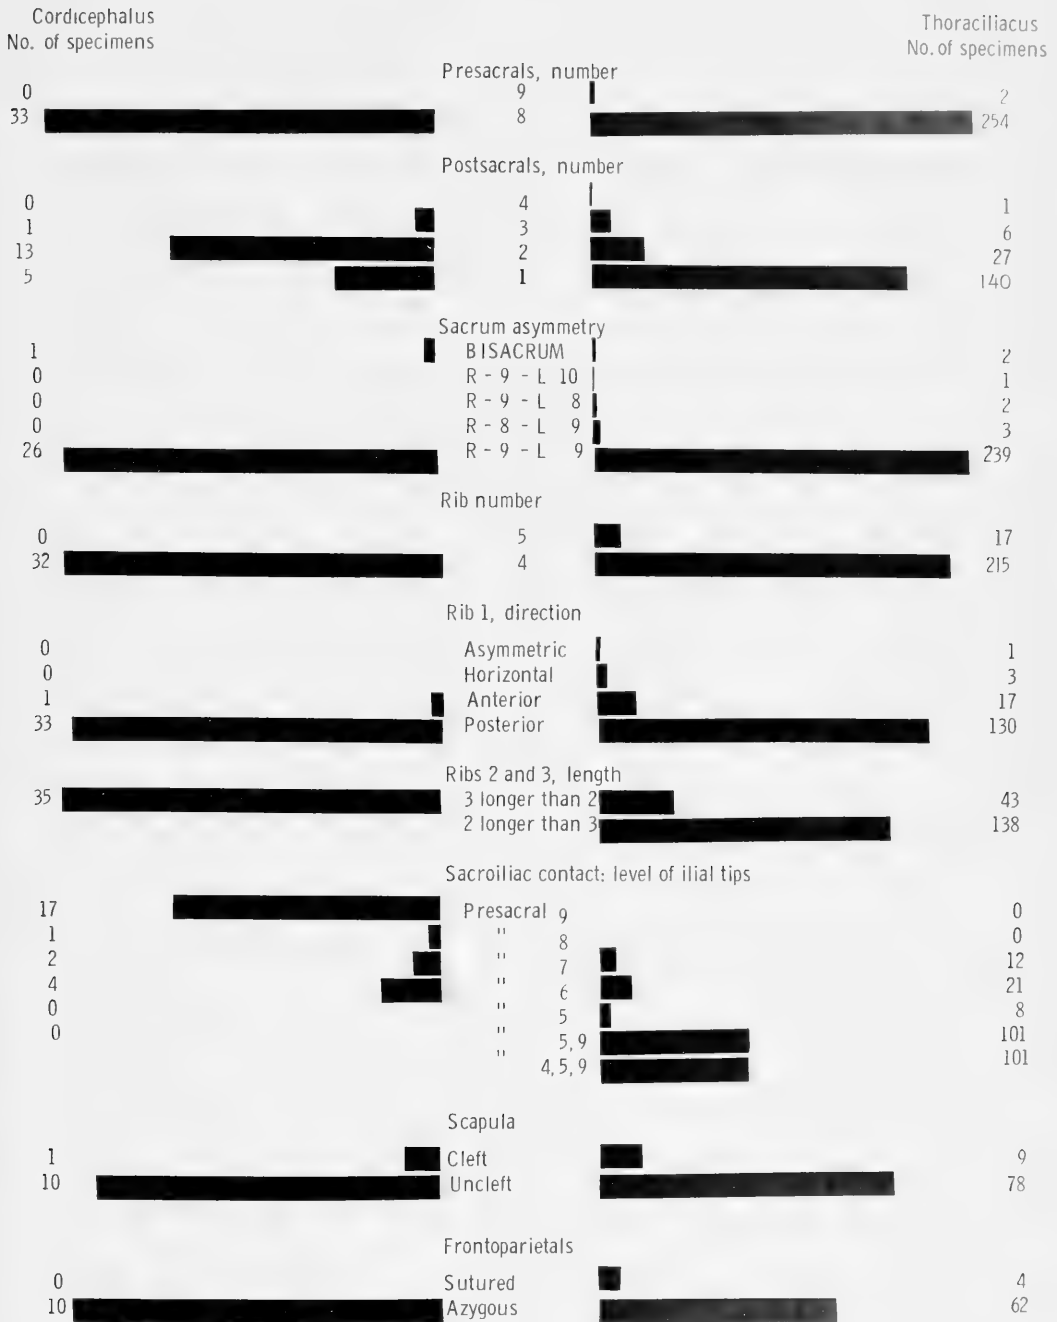 Cordicephalus
No. of specimens
Thoraciliacus
No. of specimens
Presacrals, number
0 9 2
33 8 254
Postsacrals, number
0 4 1
1 3 6
13 2 27
5 1 140
Sacrum asymmetry
1 BISACRUM 2
0 R - 9 - L 10 1
0 R - 9 - L 8 2
0 R - 8 - L 9 3
26 R - 9 - L 9 239
Rib number
0 5 17
32 4 215
Rib 1, direction
0 Asymmetric 1
0 Horizontal 3
1 Anterior 17
33 Posterior 130
Ribs 2 and 3, length
35 3 longer than 2 43
2 longer than 3 138
Sacroiliac contact: level of ilial tips
17 Presacral 9 0
1 " 8 0
2 " 7 12
4 " 6 21
0 " 5 8
0 " 5,9 101
" 4,5,9 101
Scapula
1 Cleft 9
10 Uncleft 78
Frontoparietals
0 Sutured 4
10 Azygous 62